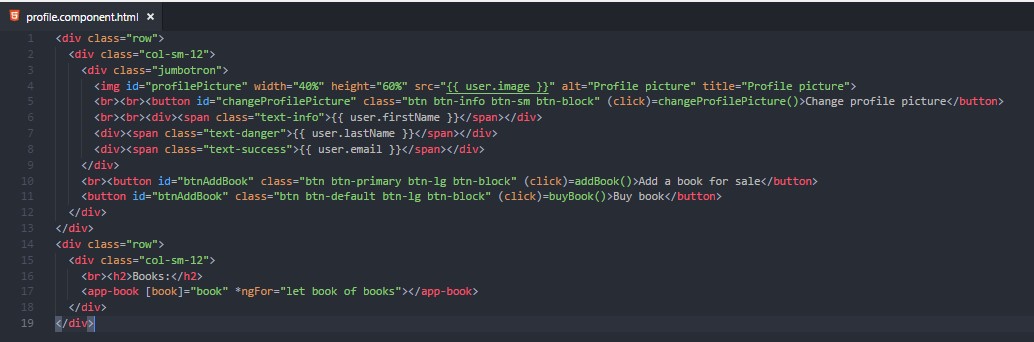 profile.component.html ×
1 <div class="row">
2 <div class="col-sm-12">
3 <div class="jumbotron">
4 <img id="profilePicture" width="40%" height="60%" src="{{ user.image }}" alt="Profile picture" title="Profile picture">
5 <br><br><button id="changeProfilePicture" class="btn btn-info btn-sm btn-block" (click)=changeProfilePicture()>Change profile picture</button>
6 <br><br><div><span class="text-info">{{ user.firstName }}</span></div>
7 <div><span class="text-danger">{{ user.lastName }}</span></div>
8 <div><span class="text-success">{{ user.email }}</span></div>
9 </div>
10 <br><button id="btnAddBook" class="btn btn-primary btn-lg btn-block" (click)=addBook()>Add a book for sale</button>
11 <button id="btnAddBook" class="btn btn-default btn-lg btn-block" (click)=buyBook()>Buy book</button>
12 </div>
13 </div>
14 <div class="row">
15 <div class="col-sm-12">
16 <br><h2>Books:</h2>
17 <app-book [book]="book" *ngFor="let book of books"></app-book>
18 </div>
19 </div>